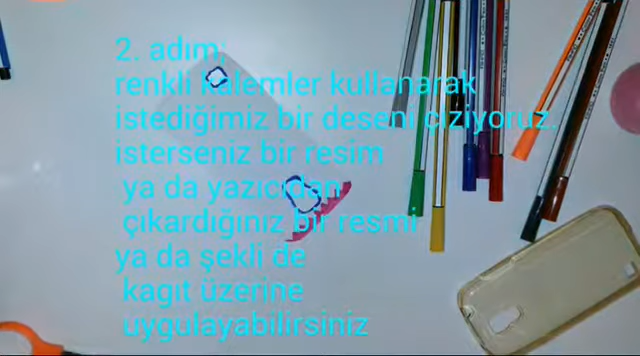 2. adım;
renkli kalemler kullanarak
istediğimiz bir deseni çiziyoruz.
isterseniz bir resim
ya da yazıcıdan
çıkardığınız bir resmi
ya da şekli de
kagıt üzerine
uygulayabilirsiniz